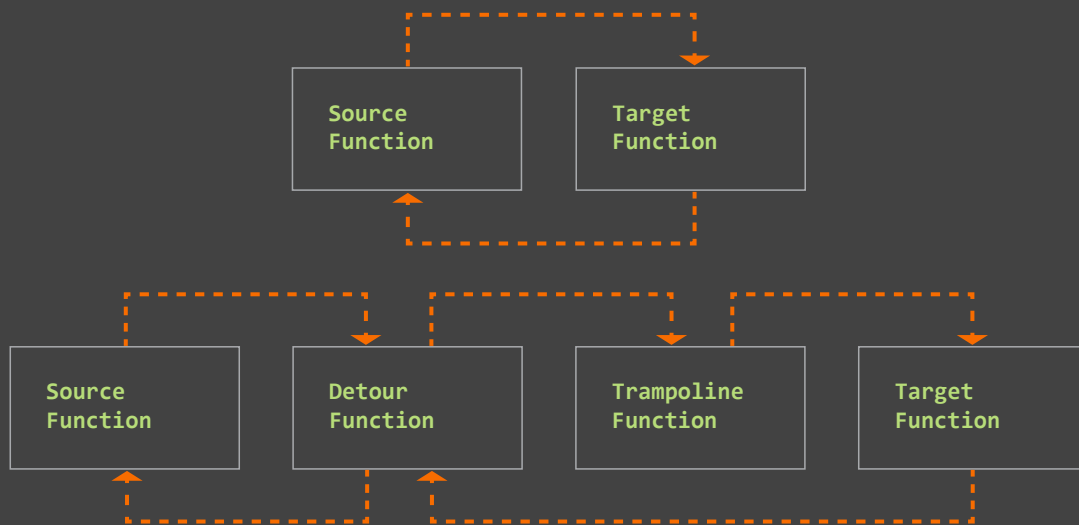 Source
Function
Target
Function
Source
Function
Detour
Function
Trampoline
Function
Target
Function